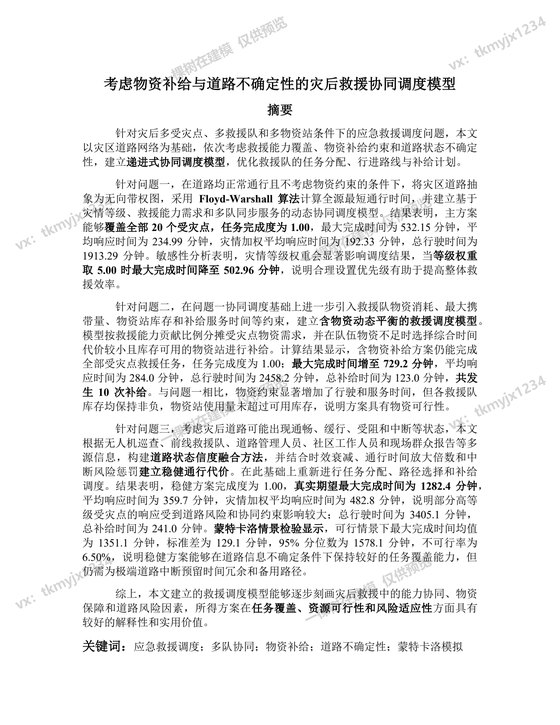 考虑物资补给与道路不确定性的灾后救援协同调度模型
摘要
针对灾后多受灾点、多救援队和多物资站条件下的应急救援调度问题，本文
以灾区道路网络为基础，依次考虑救援能力覆盖、物资补给约束和道路状态不确定
性，建立递进式协同调度模型，优化救援队的任务分配、行进路线与补给计划。
针对问题一，在道路均正常通行且不考虑物资约束的条件下，将灾区道路抽
象为无向带权图，采用 Floyd-Warshall 算法计算全源最短通行时间，并建立基于
灾情等级、救援能力需求和多队同步服务的动态协同调度模型。结果表明，主方案
能够覆盖全部 20 个受灾点，任务完成度为 1.00，最大完成时间为 532.15 分钟，平
均响应时间为 234.99 分钟，灾情加权平均响应时间为 192.33 分钟，总行驶时间为
1913.29 分钟。敏感性分析表明，灾情等级权重会显著影响调度结果，当等级权重
取 5.00 时最大完成时间降至 502.96 分钟，说明合理设置优先级有助于提高整体救
援效率。
针对问题二，在问题一协同调度基础上进一步引入救援队物资消耗、最大携
带量、物资站库存和补给服务时间等约束，建立含物资动态平衡的救援调度模型。
模型按救援能力贡献比例分摊受灾点物资需求，并在队伍物资不足时选择综合时间
代价较小且库存可用的物资站进行补给。计算结果显示，含物资补给方案仍能完成
全部受灾点救援任务，任务完成度为 1.00；最大完成时间增至 729.2 分钟，平均响
应时间为 284.0 分钟，总行驶时间为 2458.2 分钟，总补给时间为 123.0 分钟，共发
生 10 次补给。与问题一相比，物资约束显著增加了行驶和服务时间，但各救援队
库存均保持非负，物资站使用量未超过可用库存，说明方案具有物资可行性。
针对问题三，考虑灾后道路可能出现通畅、缓行、受阻和中断等状态，本文
根据无人机巡查、前线救援队、道路管理人员、社区工作人员和现场群众报告等多
源信息，构建道路状态信度融合方法，并结合时效衰减、通行时间放大倍数和中
断风险惩罚建立稳健通行代价。在此基础上重新进行任务分配、路径选择和补给
调度。结果表明，稳健方案完成度为 1.00，真实期望最大完成时间为 1282.4 分钟，
平均响应时间为 359.7 分钟，灾情加权平均响应时间为 482.8 分钟，说明部分高等
级受灾点的响应受到道路风险和协同约束影响较大；总行驶时间为 3405.1 分钟，
总补给时间为 241.0 分钟。蒙特卡洛情景检验显示，可行情景下最大完成时间均值
为 1351.1 分钟，标准差为 129.1 分钟，95% 分位数为 1578.1 分钟，不可行率为
6.50%，说明稳健方案能够在道路信息不确定条件下保持较好的任务覆盖能力，但
仍需为极端道路中断预留时间冗余和备用路径。
综上，本文建立的救援调度模型能够逐步刻画灾后救援中的能力协同、物资
保障和道路风险因素，所得方案在任务覆盖、资源可行性和风险适应性方面具有
较好的解释性和实用价值。
关键词：应急救援调度；多队协同；物资补给；道路不确定性；蒙特卡洛模拟
一棵树在建模 仅供预览
vx: tkmyjx1234
vx: tkmyjx1234
一棵树在建模 仅供预览
vx: tkmyjx1234
vx: tkmyjx1234
一棵树在建模 仅供预览
vx: tkmyjx1234